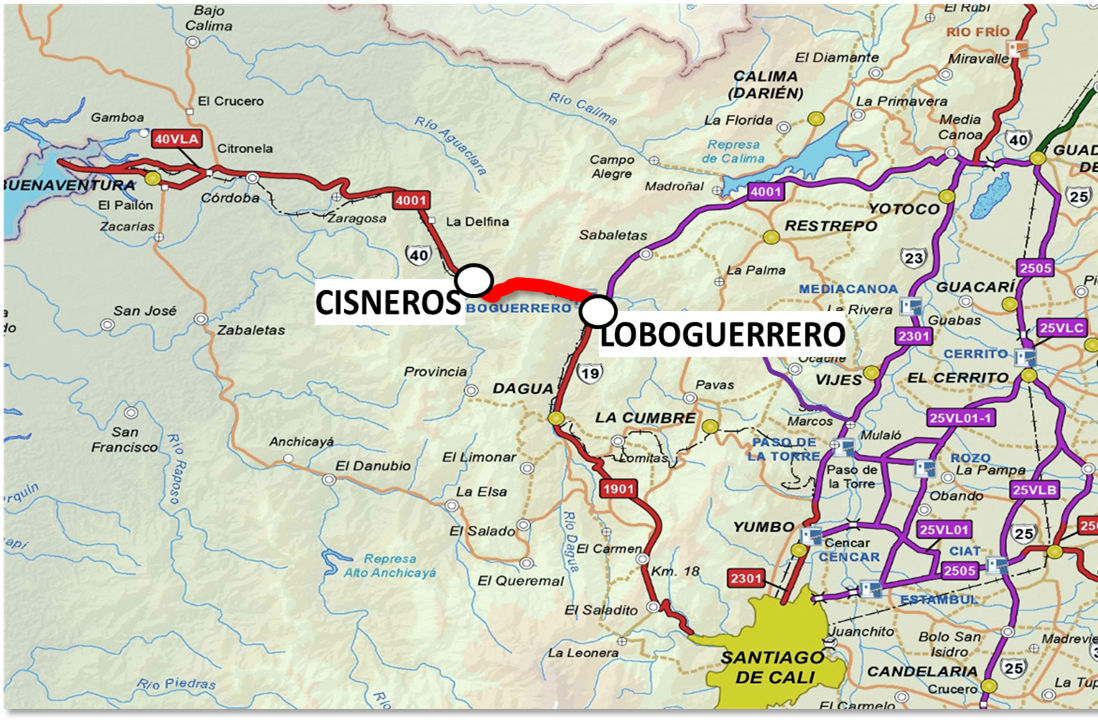 El Rubí
Bajo
Calima
RIO FRÍO
Miravalle
El Diamante
CALIMA
(DARIÉN)
Río Calima
El Crucero
La Primavera
Gamboa
La Florida
Media
Canoa
Río Aguaclara
40VLA
40
Citronela
Represa
de Calima
GUAD
DE
Campo
Alegre
BUENAVENTURA
Madroñal
4001
25
El Pailón
Córdoba
4001
YOTOCO
Zacarías
Zaragosa
La Delfina
RESTREPO
Sabaletas
40
23
2505
La Palma
CISNEROS
BOGUERRERO
MEDIACANOA
GUACARÍ
La Rivera
San José
Guabas
Zabaletas
LOBOGUERRERO
2301
25VLC
CERRITO
Ocache
Provincia
19
VIJES
EL CERRITO
DAGUA
Pavas
LA CUMBRE
25VL01-1
San
Marcos
San
Francisco
Mulaló
PASO DE
LA TORRE
Anchicayá
El Limonar
Lomitas
ROZO
Paso de
la Torre
La Pampa
El Danubio
1901
Obando
25VLB
La Elsa
Río Raposo
Río Dagua
YUMBO
25VL01
El Salado
25
Cencar
CENCAR
CIAT
El Carmen
Represa
Alto Anchicayá
2505
Km. 18
2301
El Queremal
ESTAMBUL
El Saladito
Juanchito
Bolo San
Isidro
Madrevie
La Leonera
SANTIAGO
DE CALI
25
CANDELARIA
Río Piedras
Crucero
La Tup
El Carmelo